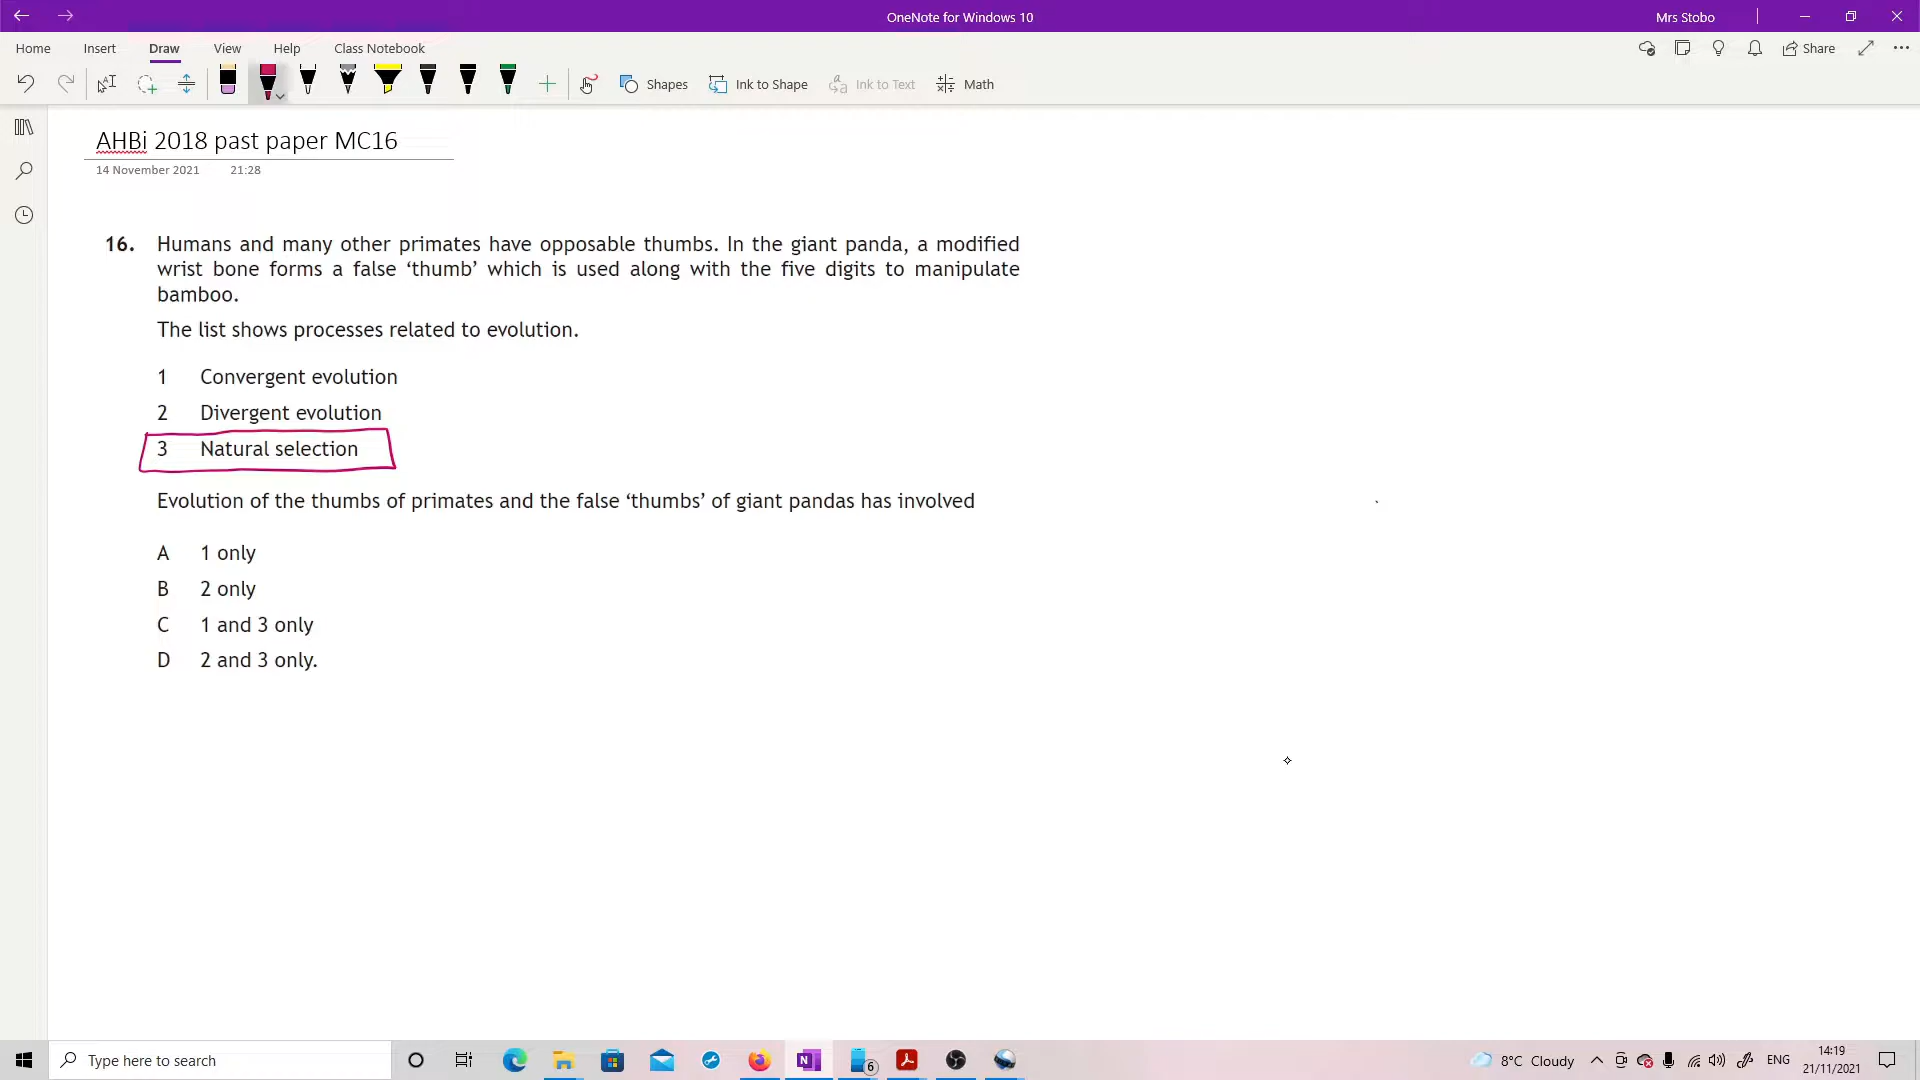 OneNote for Windows 10
Mrs Stobo
Home Insert Draw View Help Class Notebook
Share
Shapes Ink to Shape Ink to Text Math
AHBi 2018 past paper MC16
14 November 2021 21:28
16. Humans and many other primates have opposable thumbs. In the giant panda, a modified
wrist bone forms a false ‘thumb’ which is used along with the five digits to manipulate
bamboo.
The list shows processes related to evolution.
1 Convergent evolution
2 Divergent evolution
3 Natural selection
Evolution of the thumbs of primates and the false ‘thumbs’ of giant pandas has involved
A 1 only
B 2 only
C 1 and 3 only
D 2 and 3 only.
Type here to search
6
8°C Cloudy
ENG
14:19
21/11/2021